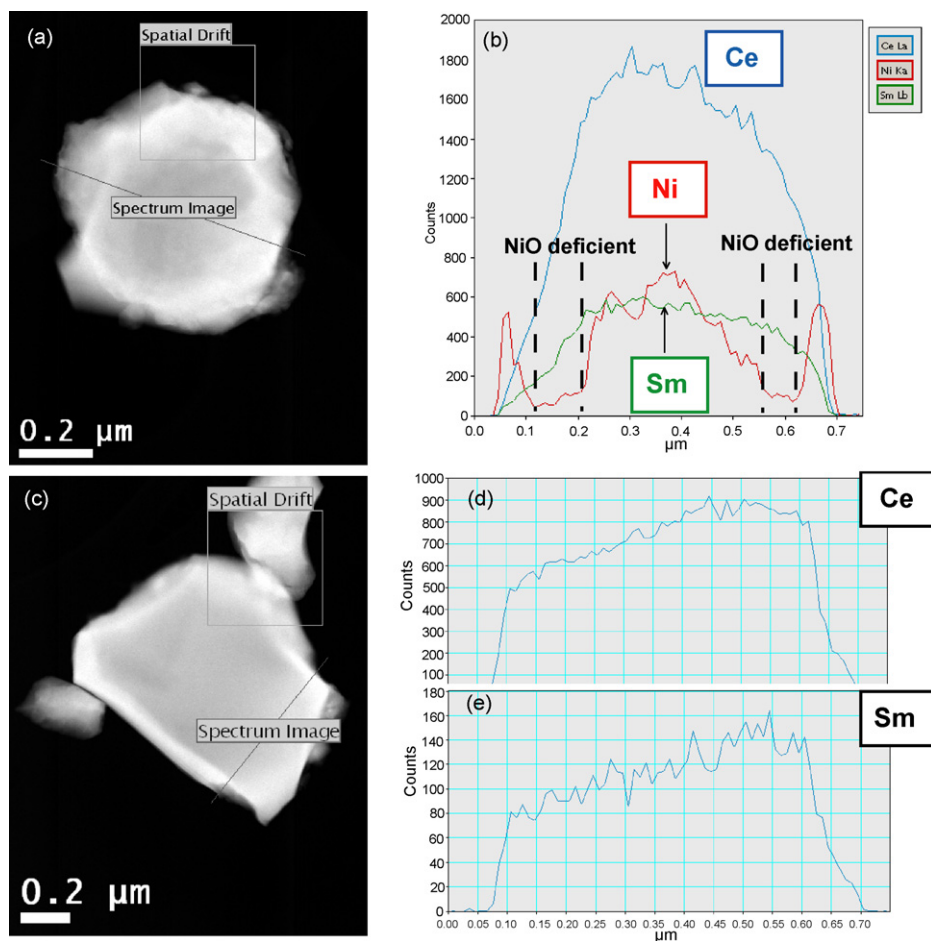 (a)
Spatial Drift
Spectrum Image
0.2 μm
(b)
2000
1800
1600
1400
1200
1000
800
600
400
200
0
Counts
Ce
Ni
NiO deficient
NiO deficient
Sm
0.0 0.1 0.2 0.3 0.4 0.5 0.6 0.7
μm
Ce La
Ni Ka
Sm Lb
(c)
Spatial Drift
Spectrum Image
0.2 μm
(d)
Ce
1000
900
800
700
600
500
400
300
200
100
Counts
(e)
Sm
180
160
140
120
100
80
60
40
20
0
Counts
0.00 0.05 0.10 0.15 0.20 0.25 0.30 0.35 0.40 0.45 0.50 0.55 0.60 0.65 0.70
μm